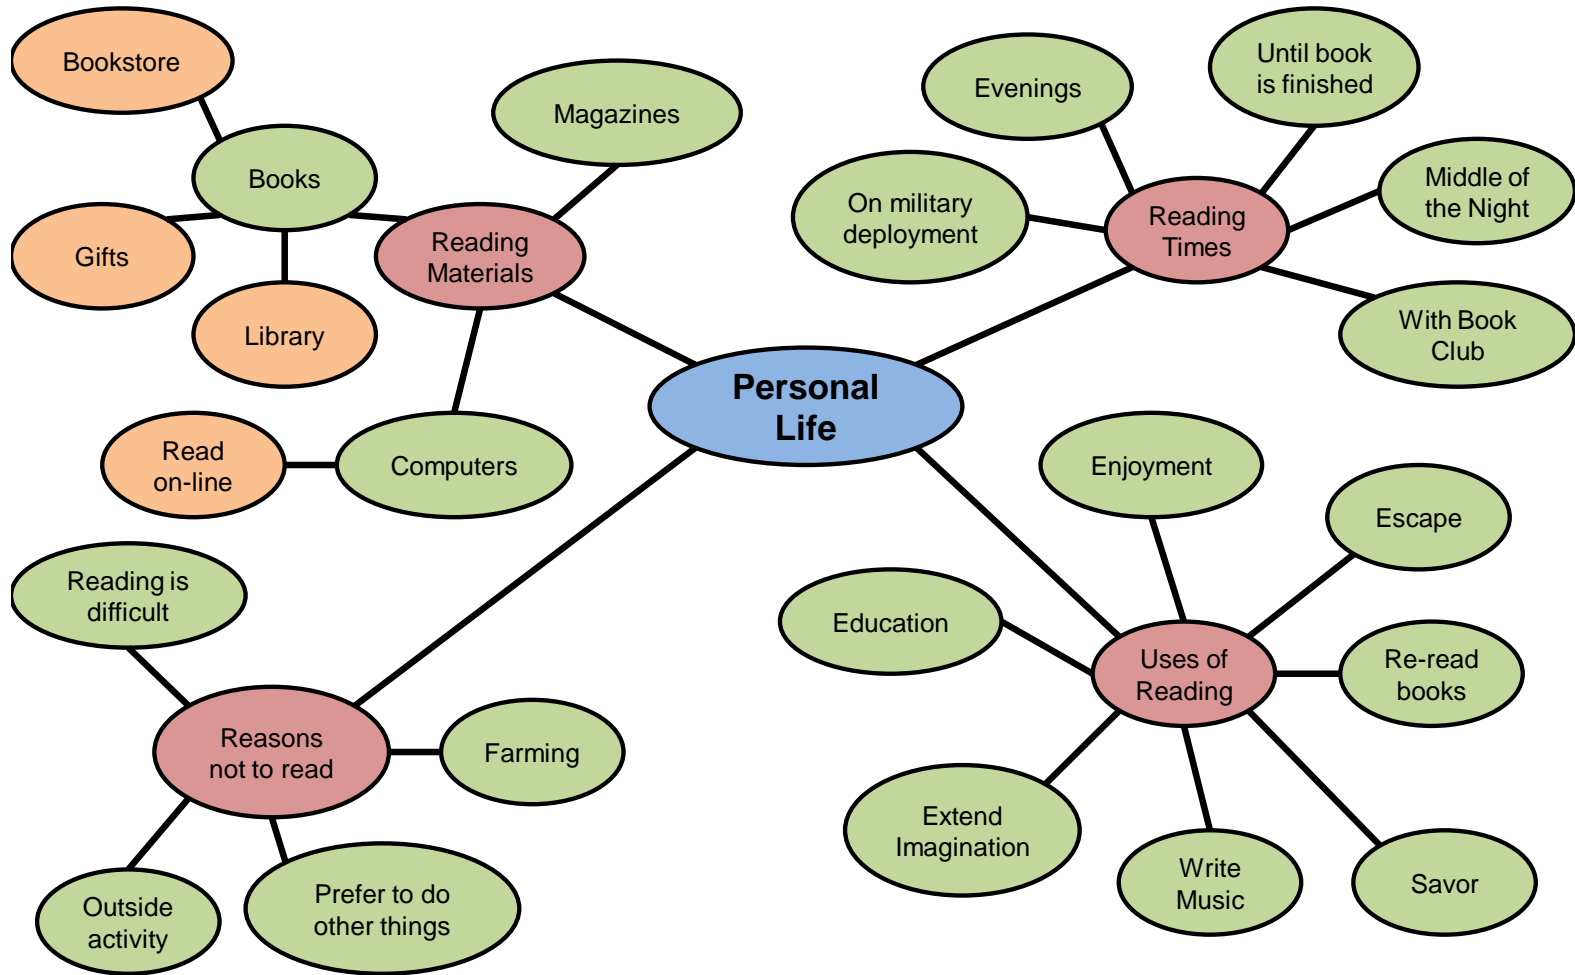 Bookstore
Books
Gifts
Library
Magazines
Reading
Materials
Computers
Read
on-line
Evenings
Until book
is finished
On military
deployment
Reading
Times
Middle of
the Night
With Book
Club
Personal
Life
Enjoyment
Escape
Education
Uses of
Reading
Re-read
books
Extend
Imagination
Write
Music
Savor
Reading is
difficult
Reasons
not to read
Farming
Outside
activity
Prefer to do
other things